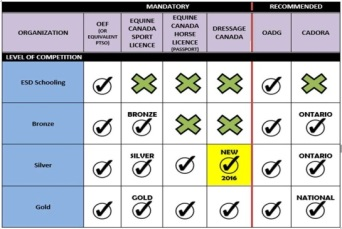 MANDATORY
RECOMMENDED
ORGANIZATION
OEF
(OR
EQUIVALENT
PTSO)
EQUINE
CANADA
SPORT
LICENCE
EQUINE
CANADA
HORSE
LICENCE
(PASSPORT)
DRESSAGE
CANADA
OADG
CADORA
LEVEL OF COMPETITION
ESD Schooling
Bronze
BRONZE
ONTARIO
Silver
SILVER
NEW
2016
ONTARIO
Gold
GOLD
NATIONAL